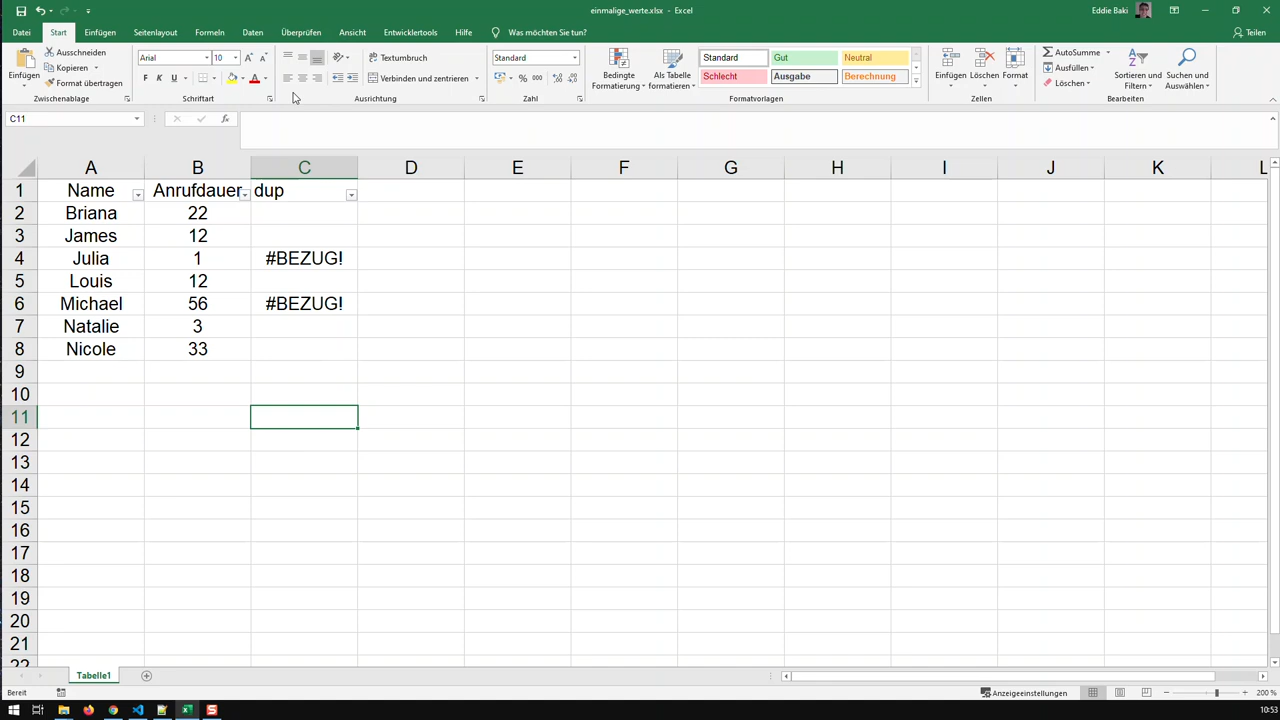 einmalige_werte.xlsx - Excel
Eddie Baki
Datei Start Einfügen Seitenlayout Formeln Daten Überprüfen Ansicht Entwicklertools Hilfe Was möchten Sie tun? Teilen
Einfügen
Ausschneiden
Kopieren
Format übertragen
Zwischenablage
Arial 10
F K U
Schriftart
Textumbruch
Verbinden und zentrieren
Ausrichtung
Standard
% 000
Zahl
Bedingte Formatierung
Als Tabelle formatieren
Standard Gut Neutral
Schlecht Ausgabe Berechnung
Formatvorlagen
Einfügen Löschen Format
Zellen
AutoSumme
Ausfüllen
Löschen
Sortieren und Filtern
Suchen und Auswählen
Bearbeiten
C11 fx
A B C D E F G H I J K L
1 Name Anrufdauer dup
2 Briana 22
3 James 12
4 Julia 1 #BEZUG!
5 Louis 12
6 Michael 56 #BEZUG!
7 Natalie 3
8 Nicole 33
9
10
11
12
13
14
15
16
17
18
19
20
21
22
Tabelle1
Bereit Anzeigeeinstellungen 200 %
10:53